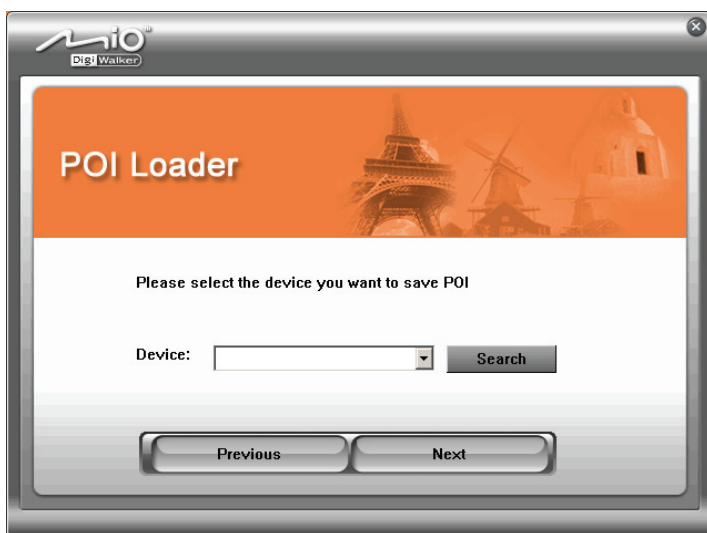 Mio
Digi Walker
POI Loader
Please select the device you want to save POI
Device:
Search
Previous
Next